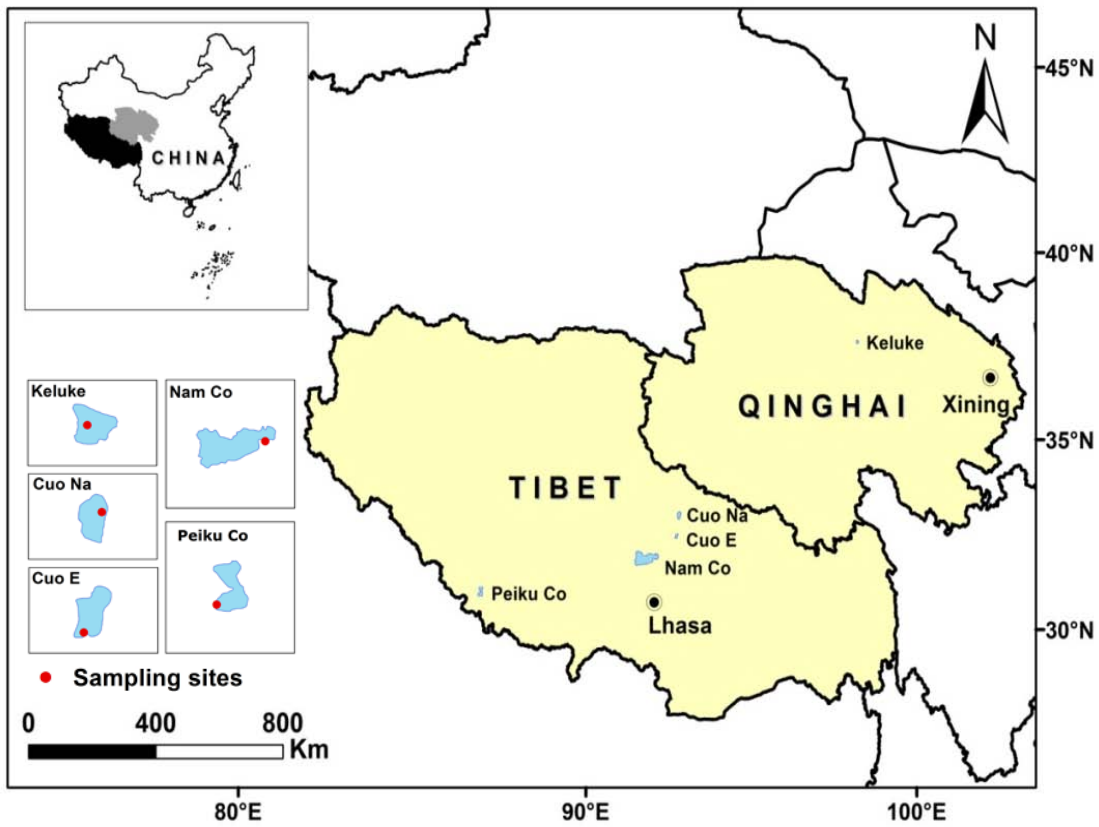 N
45°N
CHINA
40°N
Keluke
Xining
QINGHAI
Keluke
Nam Co
35°N
Cuo Na
TIBET
Cuo Na
Peiku Co
Cuo E
Cuo E
Nam Co
Peiku Co
Lhasa
30°N
Sampling sites
0 400 800
Km
80°E 90°E 100°E